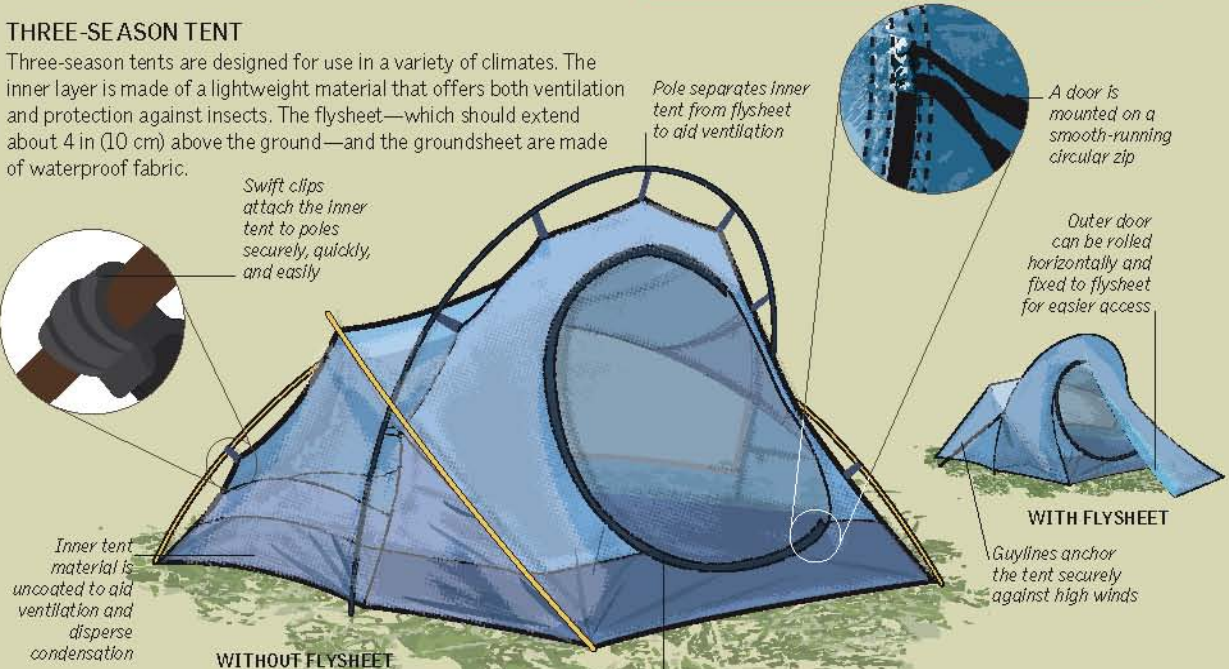 THREE-SEASON TENT
Three-season tents are designed for use in a variety of climates. The
inner layer is made of a lightweight material that offers both ventilation
and protection against insects. The flysheet—which should extend
about 4 in (10 cm) above the ground—and the groundsheet are made
of waterproof fabric.
Swift clips
attach the inner
tent to poles
securely, quickly,
and easily
Pole separates inner
tent from flysheet
to aid ventilation
A door is
mounted on a
smooth-running
circular zip
Outer door
can be rolled
horizontally and
fixed to flysheet
for easier access
WITH FLYSHEET
Guylines anchor
the tent securely
against high winds
Inner tent
material is
uncoated to aid
ventilation and
disperse
condensation
WITHOUT FLYSHEET